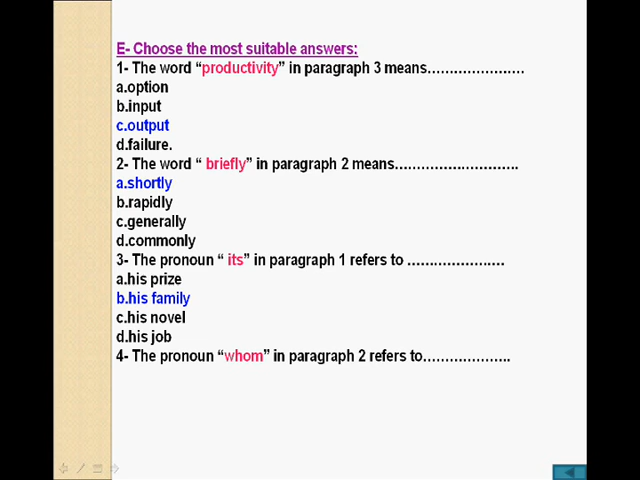 E- Choose the most suitable answers:
1- The word “productivity” in paragraph 3 means…………………
a.option
b.input
c.output
d.failure.
2- The word “ briefly” in paragraph 2 means……………………….
a.shortly
b.rapidly
c.generally
d.commonly
3- The pronoun “ its” in paragraph 1 refers to …………………
a.his prize
b.his family
c.his novel
d.his job
4- The pronoun “whom” in paragraph 2 refers to………………..